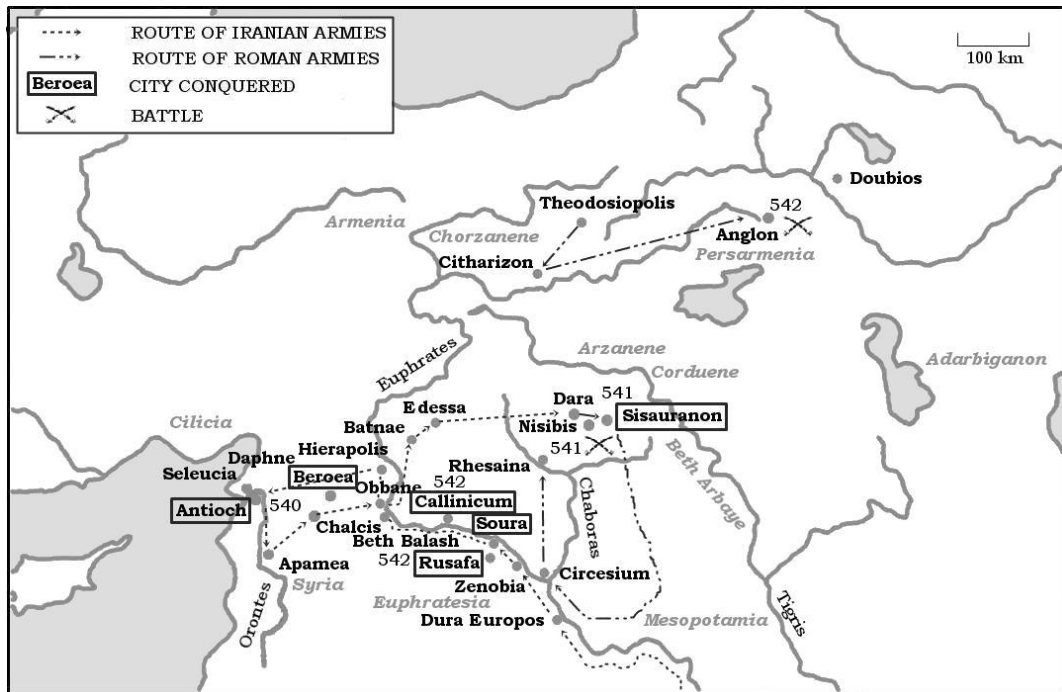 ROUTE OF IRANIAN ARMIES
ROUTE OF ROMAN ARMIES
Beroea CITY CONQUERED
BATTLE
100 km
Doubios
Theodosiopolis
542
Armenia
Chorzanene
Anglon
Persarmenia
Citharizon
Euphrates
Arzanene
Adarbiganon
Corduene
541
Dara
Sisauranon
Edessa
Cilicia
Batnae
Nisibis
Daphne
Hierapolis
541
Seleucia
Rhesaina
Beth Arbaye
Beroea
542
Obbane
Callinicum
Chaboras
Antioch
540
Chalcis
Soura
Beth Balash
542
Rusafa
Apamea
Syria
Zenobia
Circesium
Euphratesia
Orontes
Dura Europos
Mesopotamia
Tigris